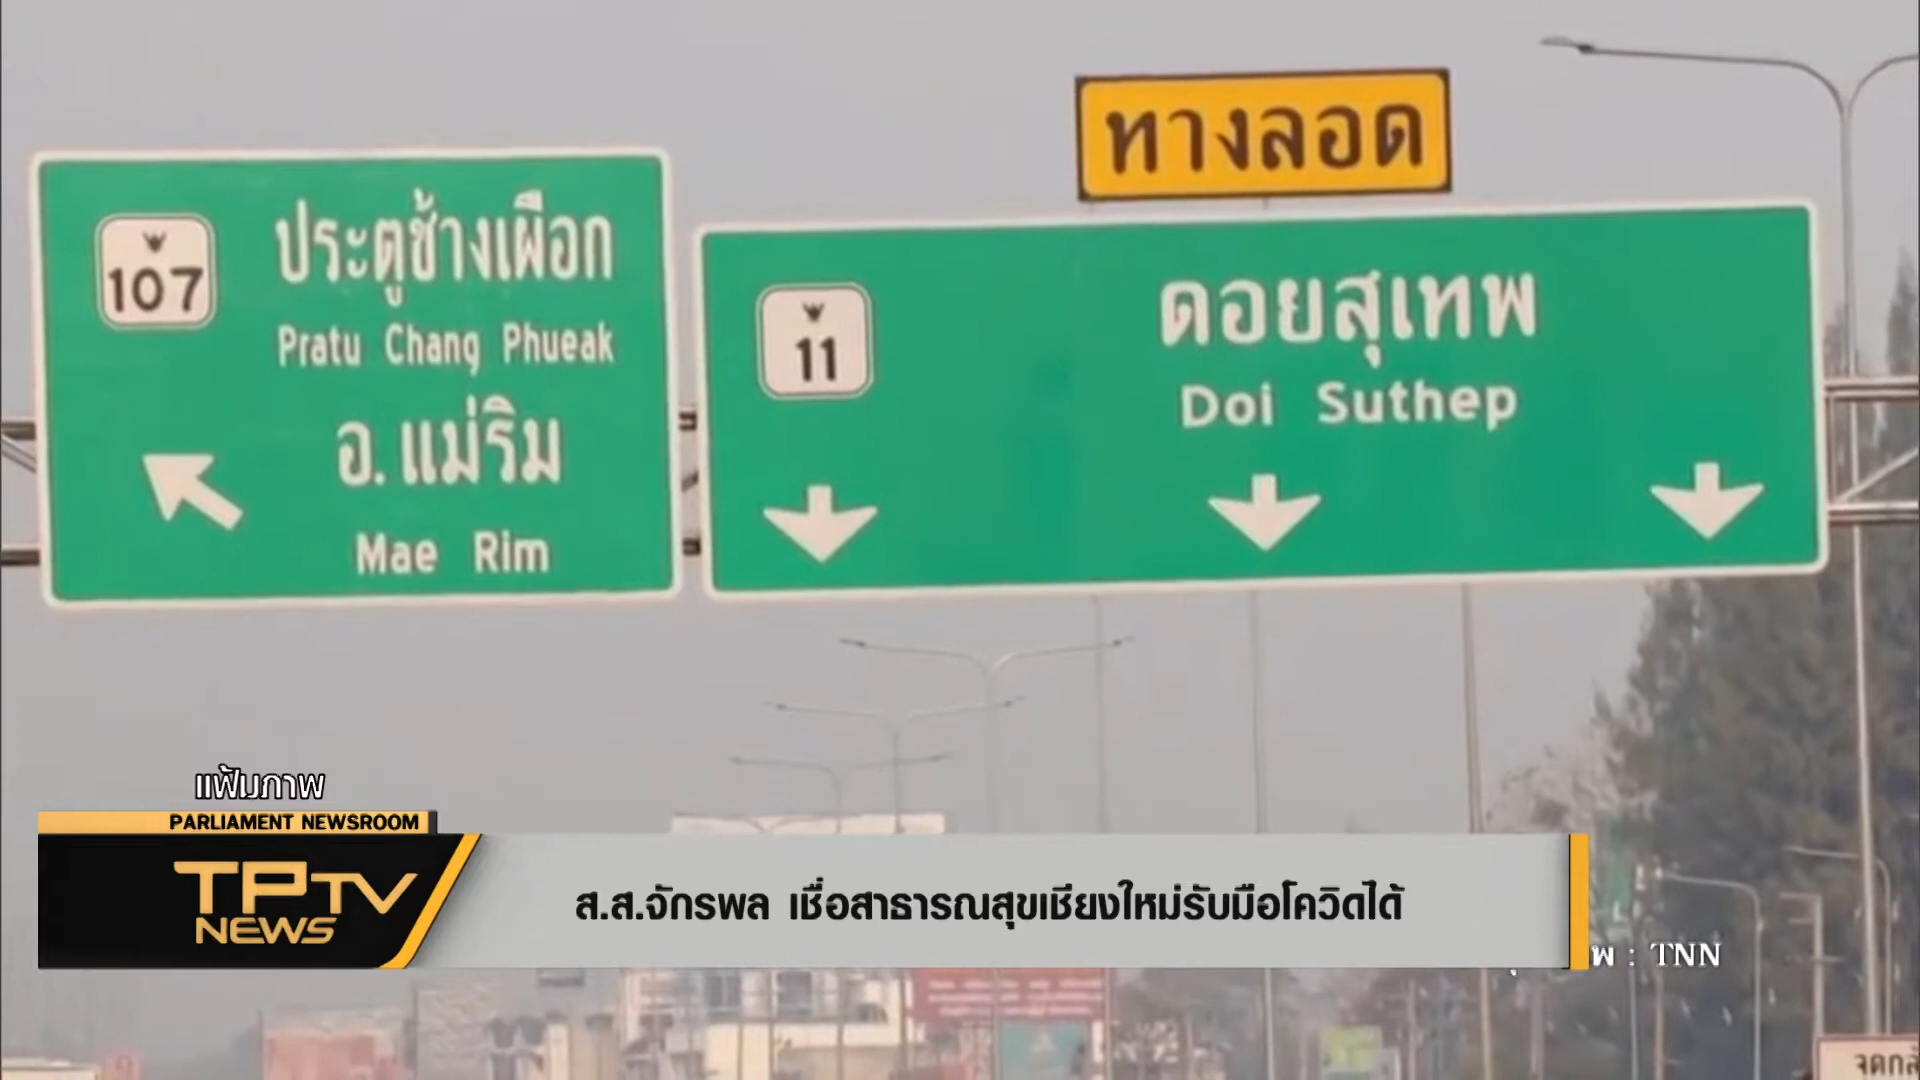 ทางลอด
107
ประตูช้างเผือก
Pratu Chang Phueak
อ. แม่ริม
Mae Rim
11
ดอยสุเทพ
Doi Suthep
แฟ้มภาพ
PARLIAMENT NEWSROOM
TPTV
NEWS
ส.ส.จักรพล เชื่อสาธารณสุขเชียงใหม่รับมือโควิดได้
พ : TNN